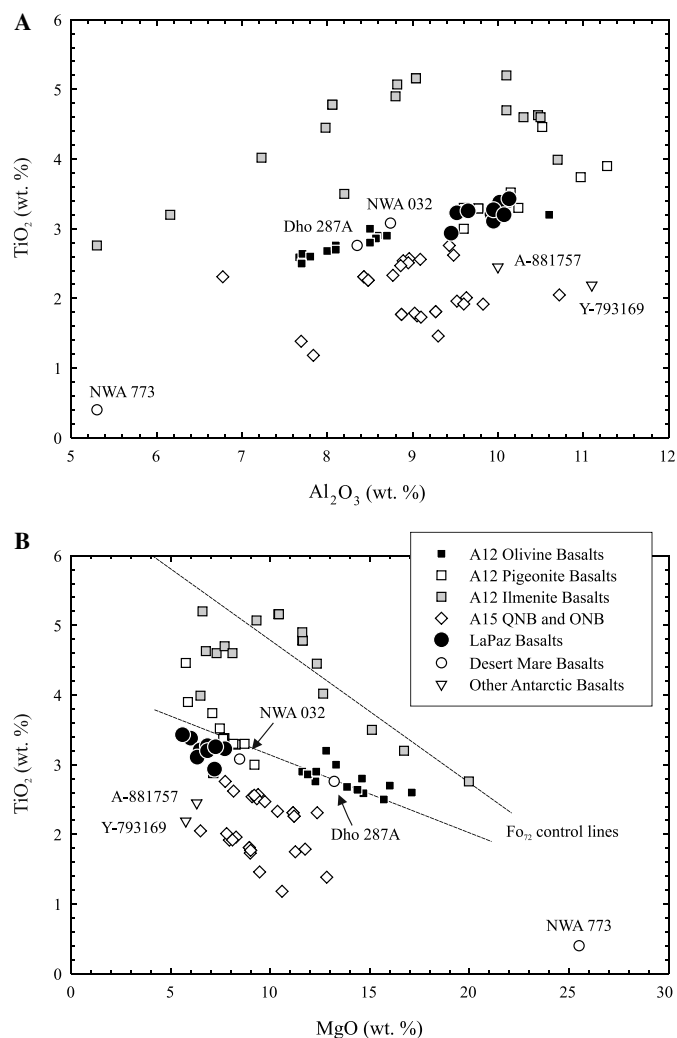 A
6
5
4
3
2
1
0
TiO2 (wt. %)
NWA 032
Dho 287A
A-881757
Y-793169
NWA 773
5 6 7 8 9 10 11 12
Al2O3 (wt. %)
B
6
5
4
3
2
1
0
TiO2 (wt. %)
A12 Olivine Basalts
A12 Pigeonite Basalts
A12 Ilmenite Basalts
A15 QNB and ONB
LaPaz Basalts
Desert Mare Basalts
Other Antarctic Basalts
NWA 032
A-881757
Y-793169
Dho 287A
Fo72 control lines
NWA 773
0 5 10 15 20 25 30
MgO (wt. %)